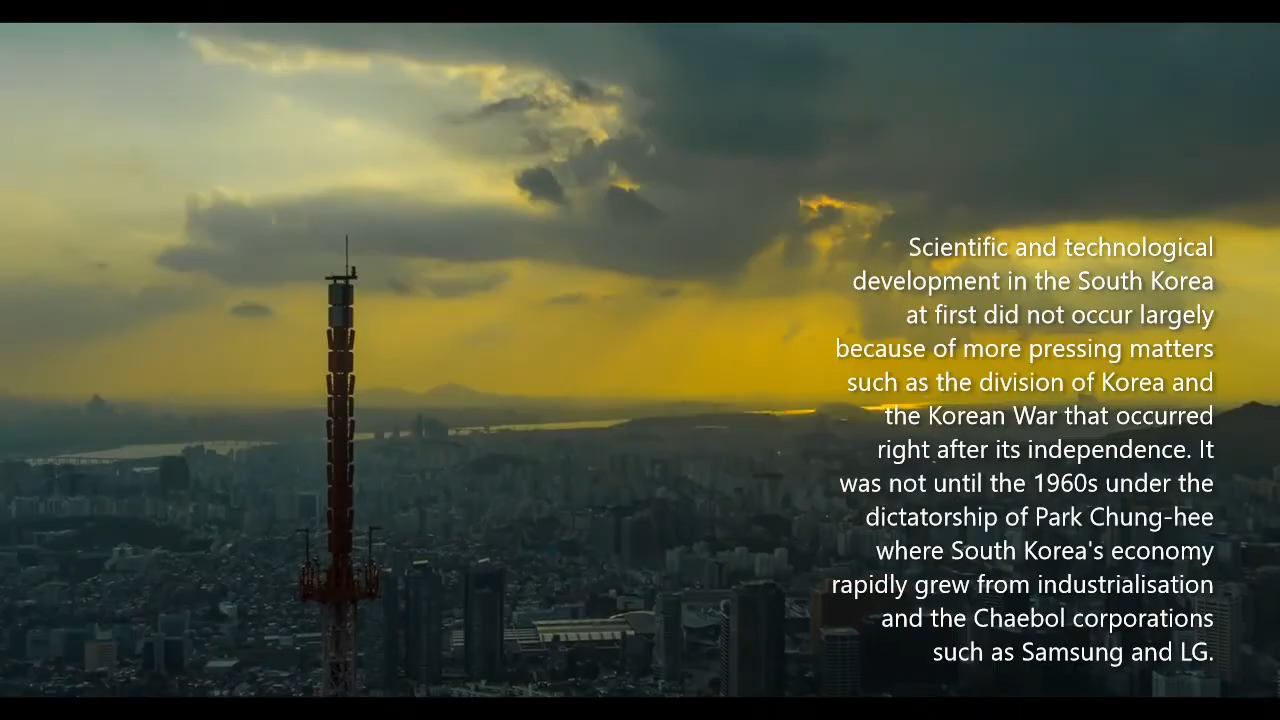 Scientific and technological
development in the South Korea
at first did not occur largely
because of more pressing matters
such as the division of Korea and
the Korean War that occurred
right after its independence. It
was not until the 1960s under the
dictatorship of Park Chung-hee
where South Korea's economy
rapidly grew from industrialisation
and the Chaebol corporations
such as Samsung and LG.